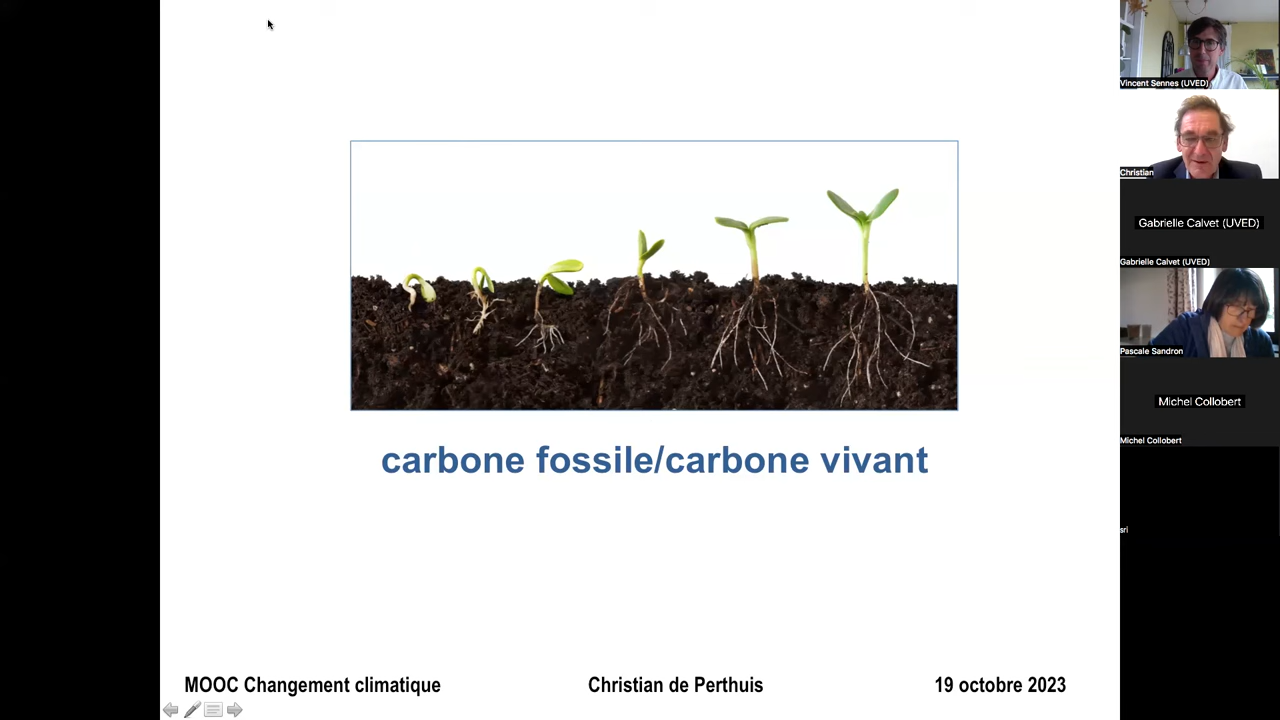 carbone fossile/carbone vivant
MOOC Changement climatique
Christian de Perthuis
19 octobre 2023
Vincent Sennes (UVED)
Christian
Gabrielle Calvet (UVED)
Gabrielle Calvet (UVED)
Pascale Sandron
Michel Collobert
Michel Collobert
sri